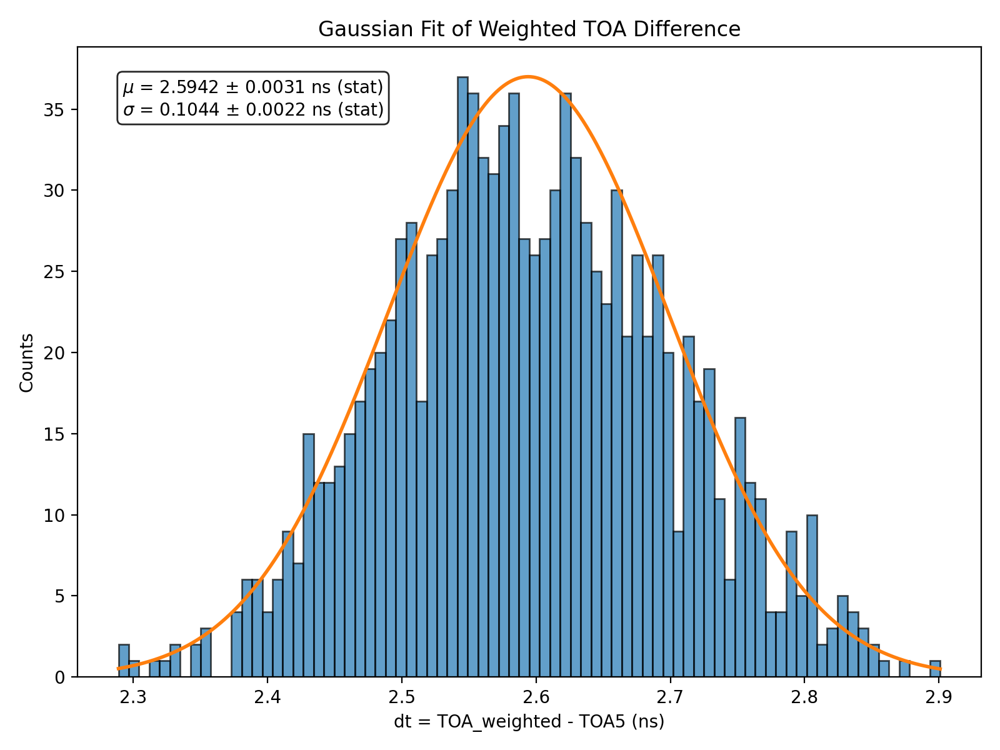 Gaussian Fit of Weighted TOA Difference
μ = 2.5942 ± 0.0031 ns (stat)
σ = 0.1044 ± 0.0022 ns (stat)
Counts
35
30
25
20
15
10
5
0
2.3 2.4 2.5 2.6 2.7 2.8 2.9
dt = TOA_weighted - TOA5 (ns)